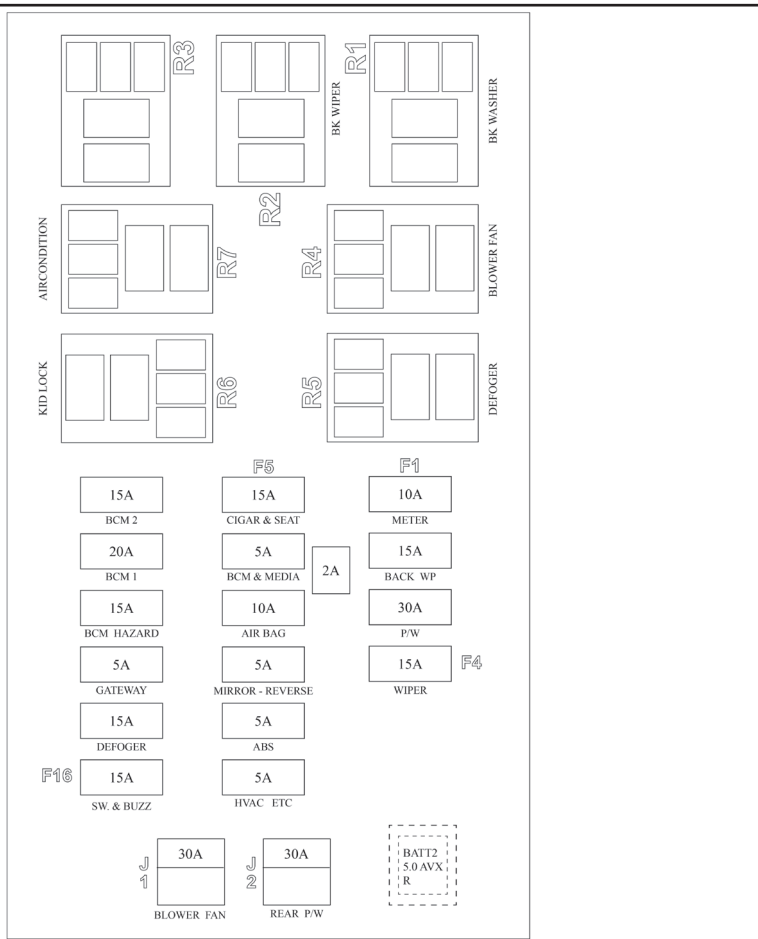 R3
R1
BK WIPER
BK WASHER
R2
AIRCONDITION
R7
R4
BLOWER FAN
KID LOCK
R6
R5
DEFOGER
F5
F1
15A
15A
10A
BCM 2
CIGAR & SEAT
METER
20A
5A
2A
15A
BCM 1
BCM & MEDIA
BACK WP
15A
10A
30A
BCM HAZARD
AIR BAG
P/W
5A
5A
15A
F4
GATEWAY
MIRROR - REVERSE
WIPER
15A
5A
DEFOGER
ABS
F16
15A
5A
SW. & BUZZ
HVAC ETC
J1
30A
J2
30A
BLOWER FAN
REAR P/W
BATT2
5.0 AVX
R